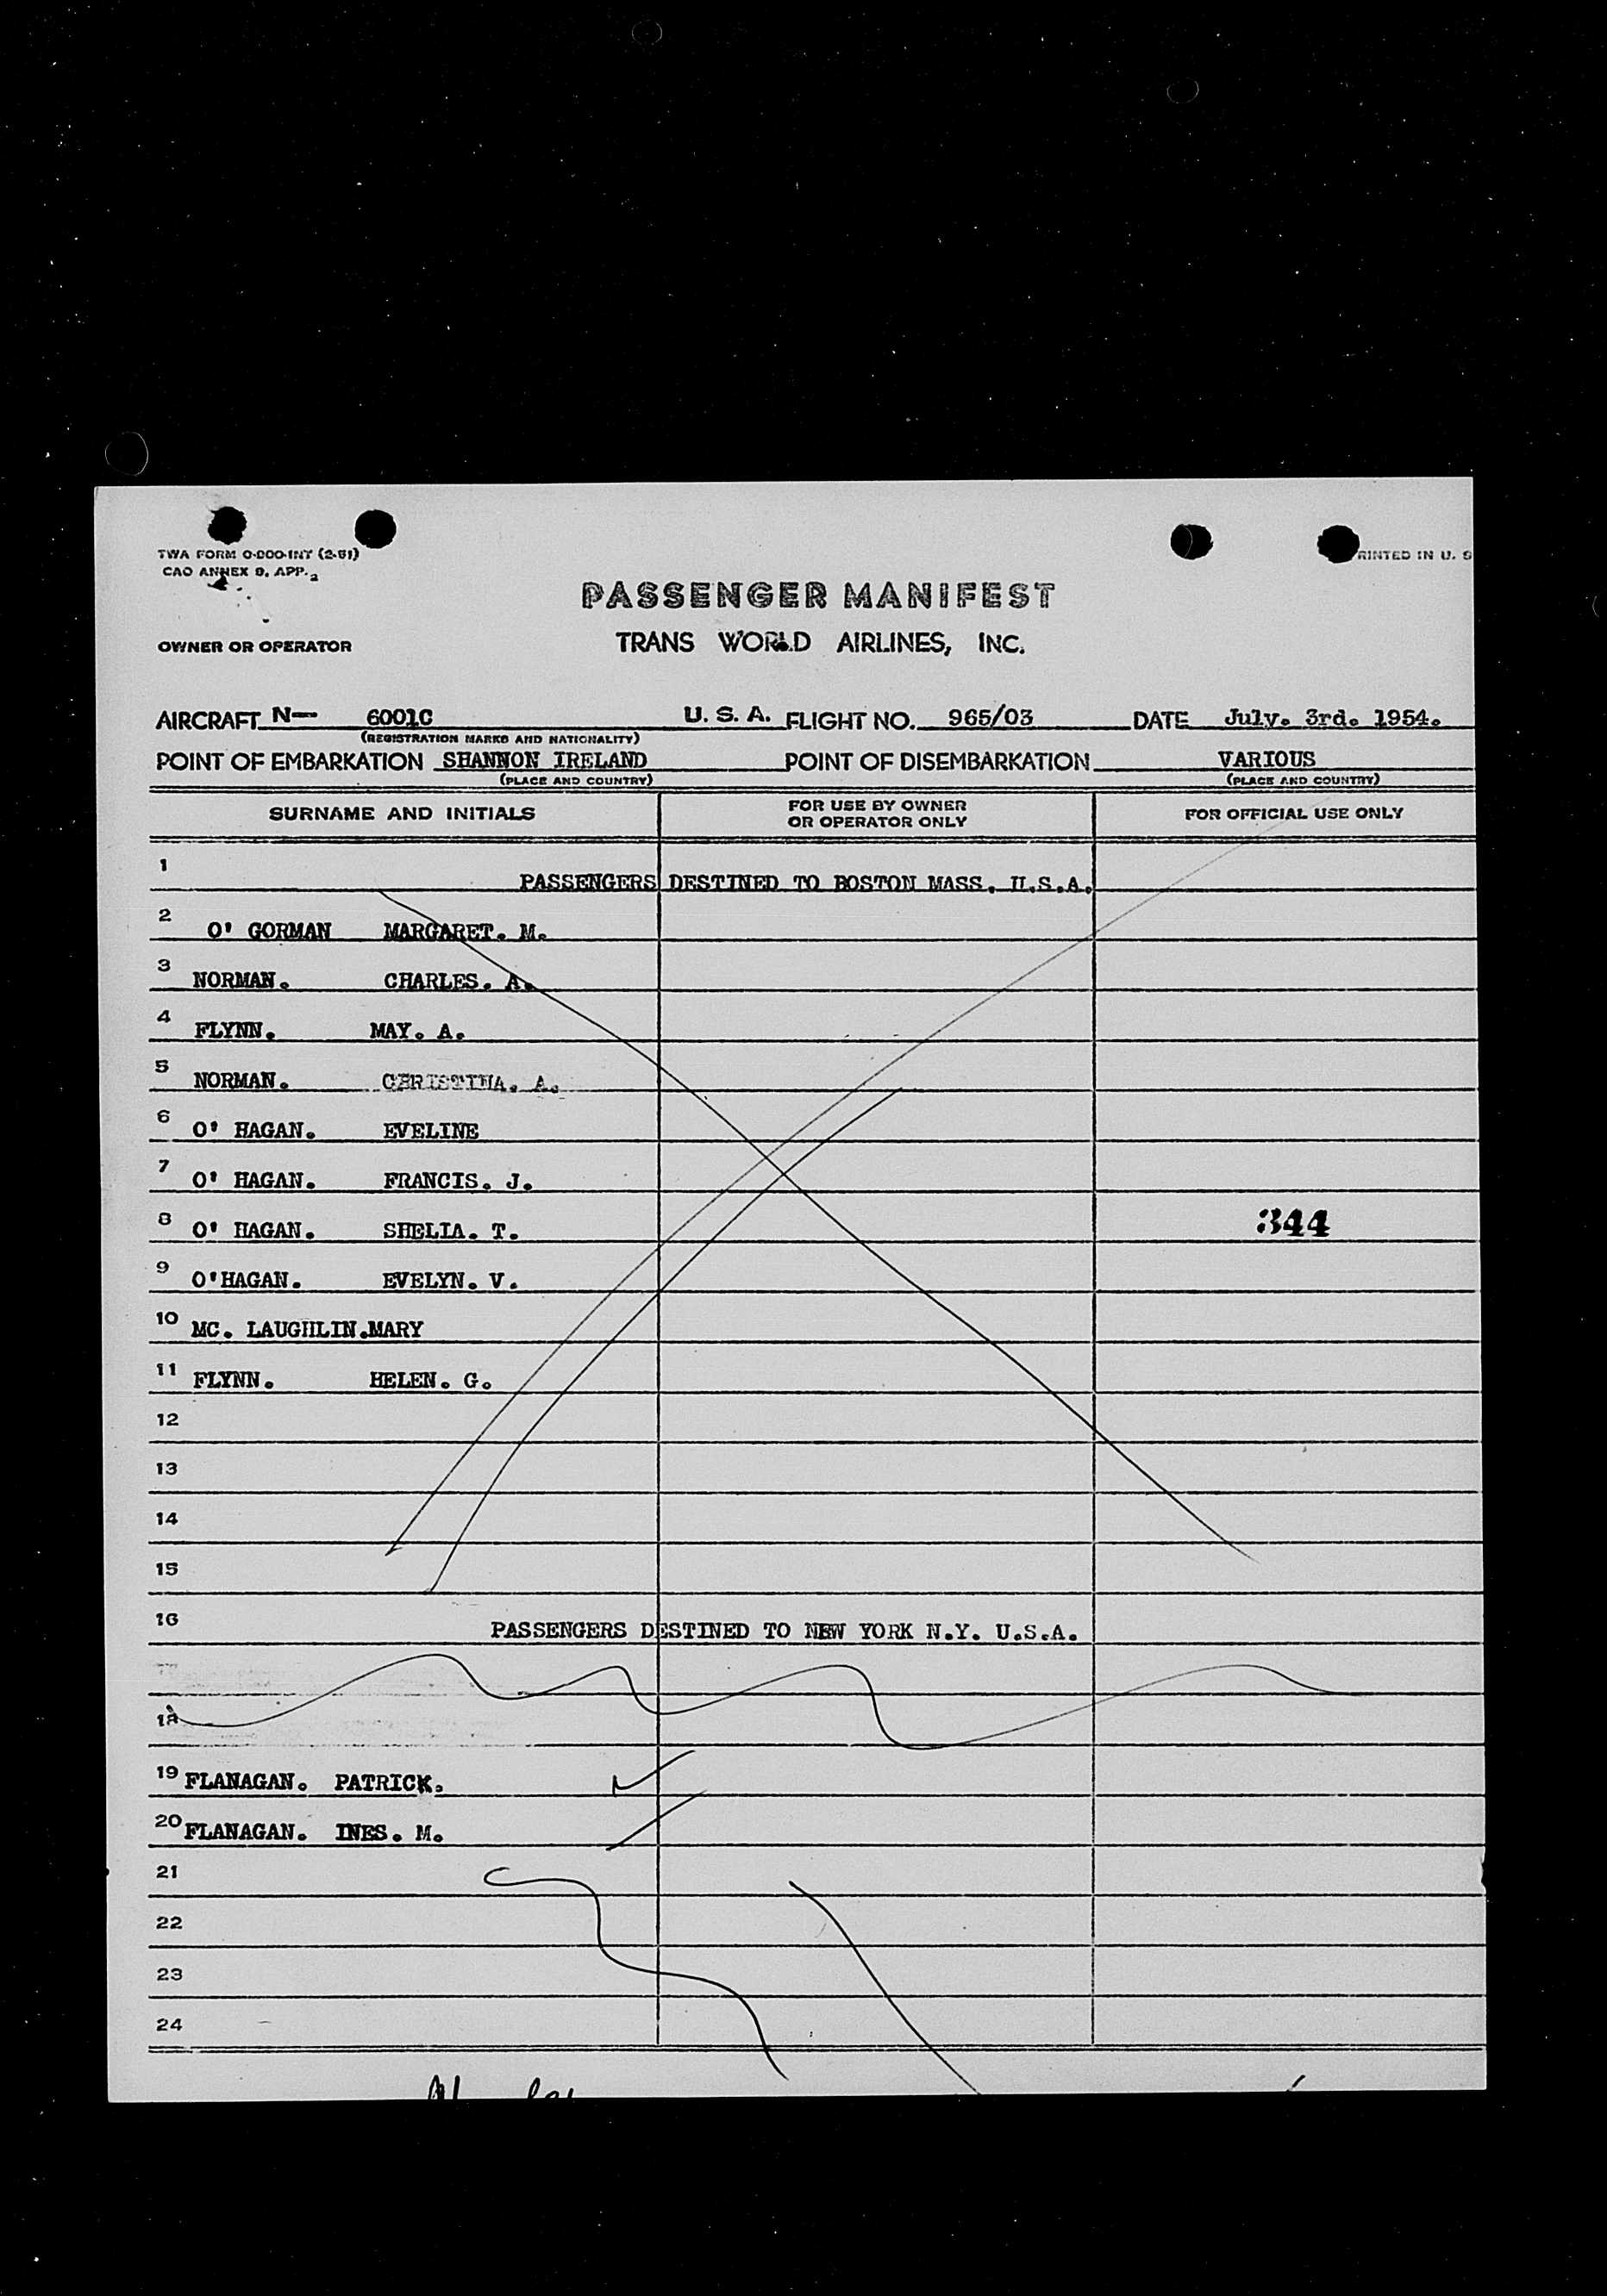 TWA FORM O-200-INT (2-51)
RINTED IN U. S
CAO ANNEX 9, APP. 2
PASSENGER MANIFEST
OWNER OR OPERATOR
TRANS WORLD AIRLINES, INC.
AIRCRAFT N— 6001C U. S. A. FLIGHT NO. 965/03 DATE July. 3rd. 1954.
(REGISTRATION MARKS AND NATIONALITY)
POINT OF EMBARKATION SHANNON IRELAND POINT OF DISEMBARKATION VARIOUS
(PLACE AND COUNTRY) (PLACE AND COUNTRY)
SURNAME AND INITIALS FOR USE BY OWNER OR OPERATOR ONLY FOR OFFICIAL USE ONLY
1 PASSENGERS DESTINED TO BOSTON MASS. U.S.A.
2 O' GORMAN MARGARET. M.
3 NORMAN. CHARLES. A.
4 FLYNN. MAY. A.
5 NORMAN. CHRISTINA. A.
6 O' HAGAN. EVELINE
7 O' HAGAN. FRANCIS. J.
8 O' HAGAN. SHELIA. T. 344
9 O'HAGAN. EVELYN. V.
10 MC. LAUGHLIN.MARY
11 FLYNN. HELEN. G.
12
13
14
15
16 PASSENGERS DESTINED TO NEW YORK N.Y. U.S.A.
18
19 FLANAGAN. PATRICK.
20 FLANAGAN. INES. M.
21
22
23
24